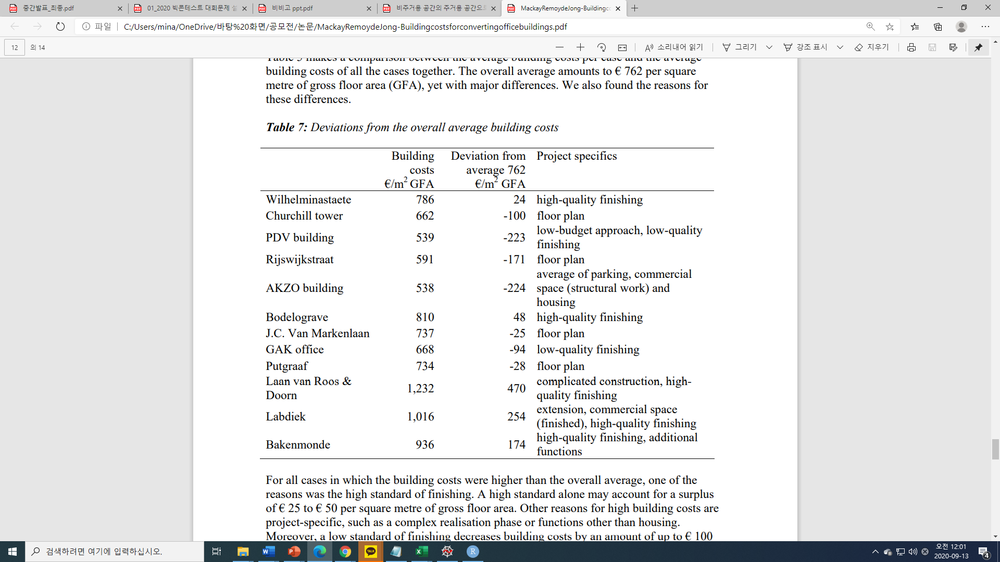 중간발표_최종.pdf
01_2020 빅콘테스트 대회문제 설
비비고 ppt.pdf
비주거용 공간의 주거용 공간으로
MackayRemoydeJong-Buildingcc
파일 C:/Users/mina/OneDrive/바탕%20화면/공모전/논문/MackayRemoydeJong-Buildingcostsforconvertingofficebuildings.pdf
12 의 14 소리내어 읽기 그리기 강조 표시 지우기
Table 5 makes a comparison between the average building costs per case and the average
building costs of all the cases together. The overall average amounts to € 762 per square
metre of gross floor area (GFA), yet with major differences. We also found the reasons for
these differences.
Table 7: Deviations from the overall average building costs
Building Deviation from Project specifics
costs average 762
€/m² GFA €/m² GFA
Wilhelminastaete 786 24 high-quality finishing
Churchill tower 662 -100 floor plan
PDV building 539 -223 low-budget approach, low-quality
finishing
Rijswijkstraat 591 -171 floor plan
AKZO building 538 -224 average of parking, commercial
space (structural work) and
housing
Bodelograve 810 48 high-quality finishing
J.C. Van Markenlaan 737 -25 floor plan
GAK office 668 -94 low-quality finishing
Putgraaf 734 -28 floor plan
Laan van Roos &
Doorn 1,232 470 complicated construction, high-
quality finishing
Labdiek 1,016 254 extension, commercial space
(finished), high-quality finishing
Bakenmonde 936 174 high-quality finishing, additional
functions
For all cases in which the building costs were higher than the overall average, one of the
reasons was the high standard of finishing. A high standard alone may account for a surplus
of € 25 to € 50 per square metre of gross floor area. Other reasons for high building costs are
project-specific, such as a complex realisation phase or functions other than housing.
Moreover, a low standard of finishing decreases building costs by an amount of up to € 100
검색하려면 여기에 입력하십시오.
TALK
오전 12:01
2020-09-13
4